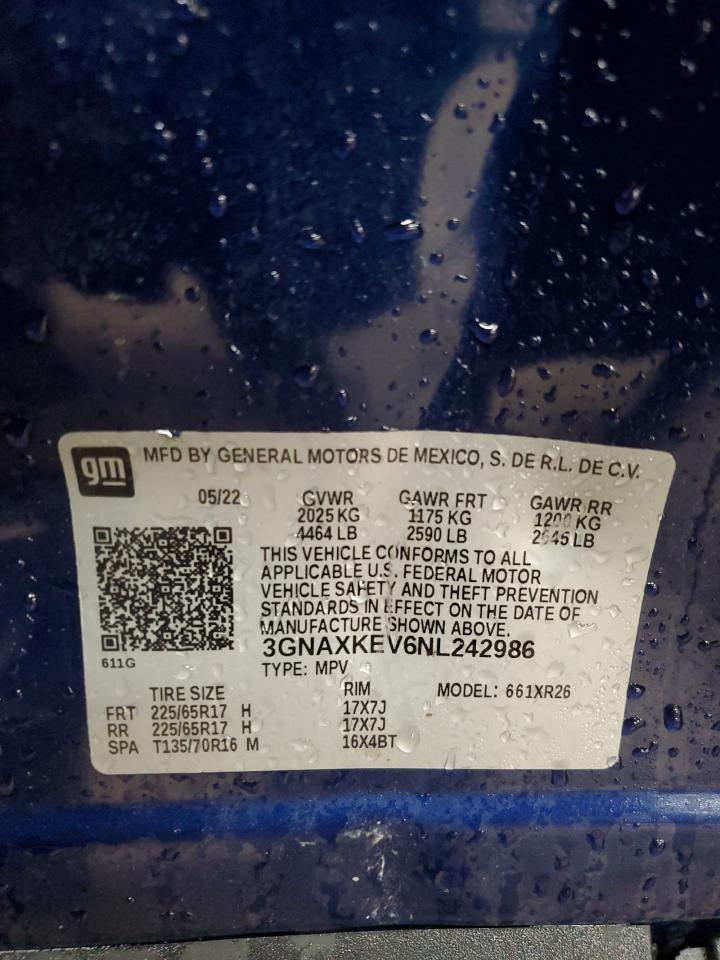 gm
MFD BY GENERAL MOTORS DE MEXICO, S. DE R.L. DE C.V.
05/22 GVWR GAWR FRT GAWR RR
2025 KG 1175 KG 1200 KG
4464 LB 2590 LB 2645 LB
THIS VEHICLE CONFORMS TO ALL
APPLICABLE U.S. FEDERAL MOTOR
VEHICLE SAFETY AND THEFT PREVENTION
STANDARDS IN EFFECT ON THE DATE OF
MANUFACTURE SHOWN ABOVE.
3GNAXKEV6NL242986
611G
TYPE: MPV
TIRE SIZE RIM MODEL: 661XR26
FRT 225/65R17 H 17X7J
RR 225/65R17 H 17X7J
SPA T135/70R16 M 16X4BT